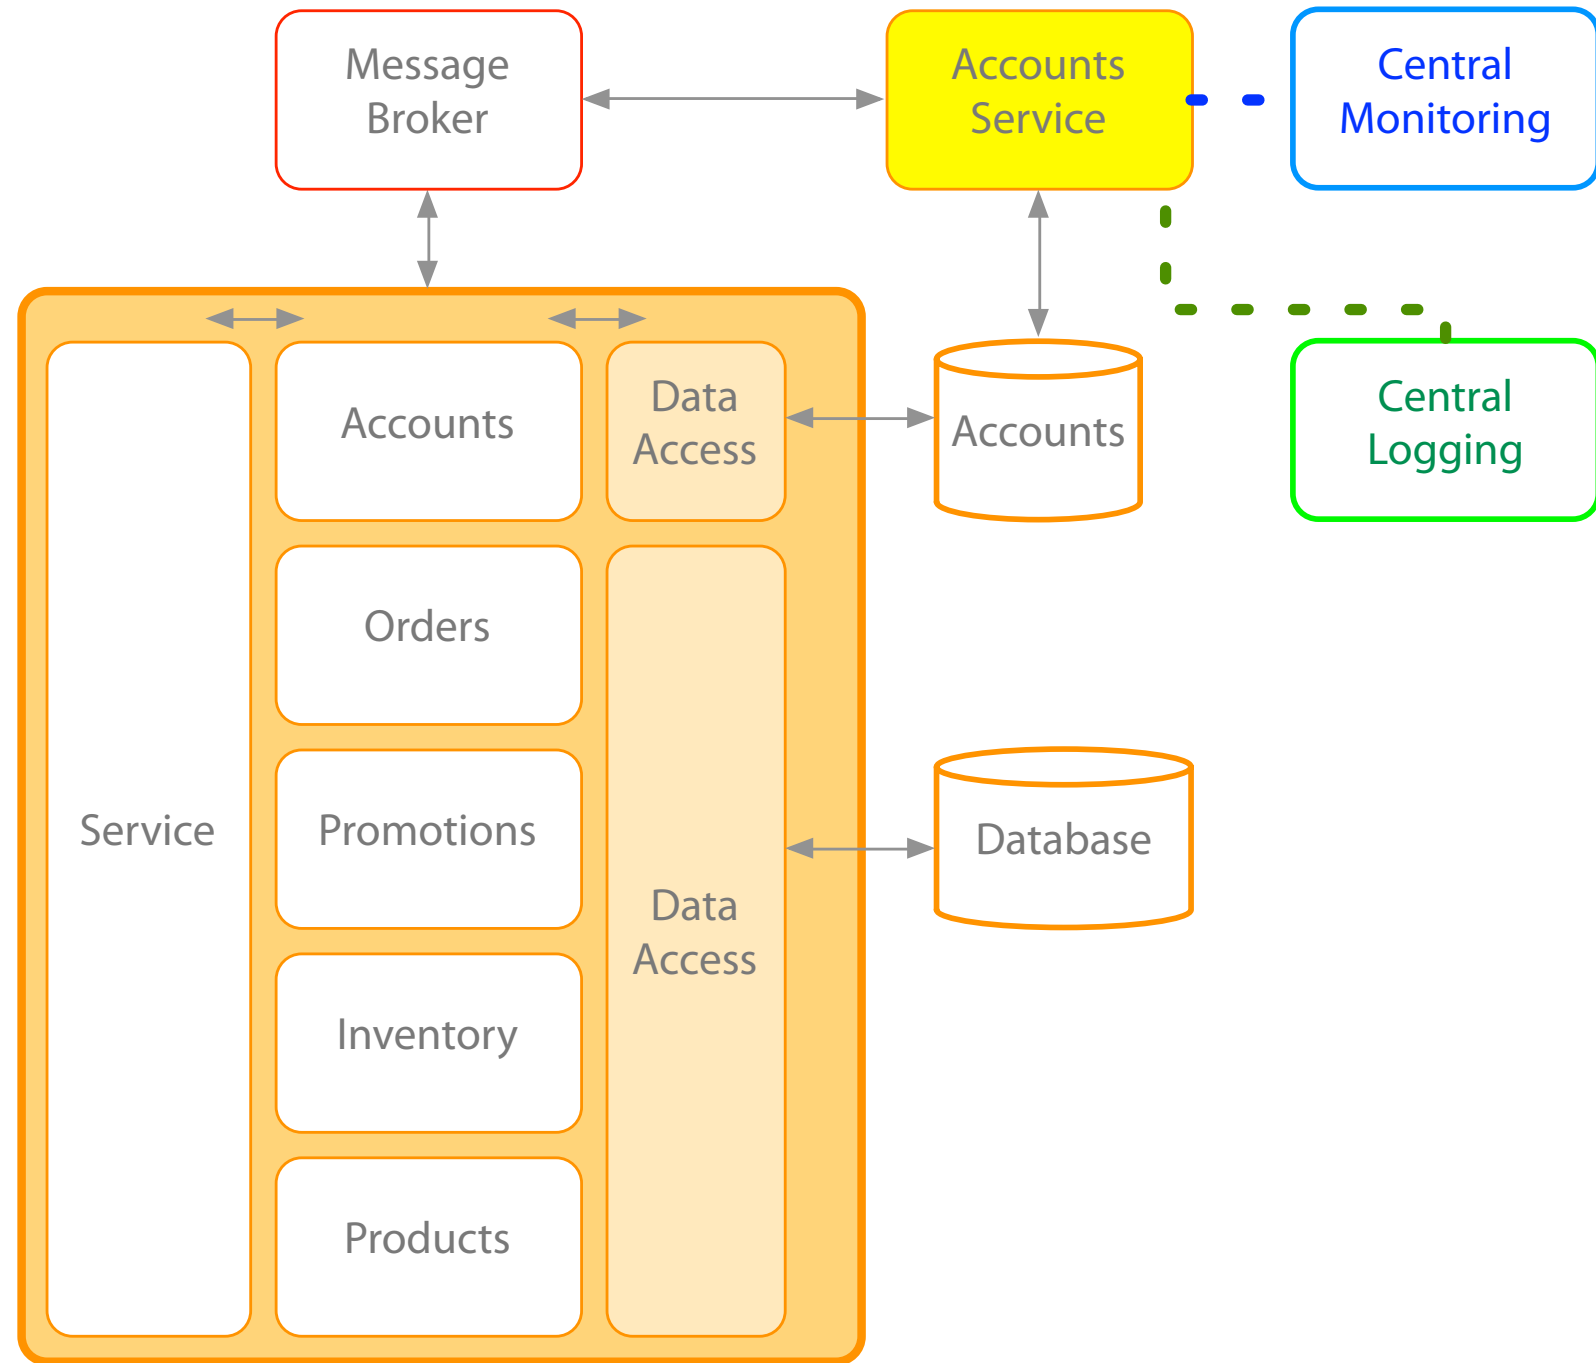 Message
Broker
Accounts
Service
Central
Monitoring
Accounts
Data
Access
Accounts
Central
Logging
Orders
Service
Promotions
Data
Access
Database
Inventory
Products